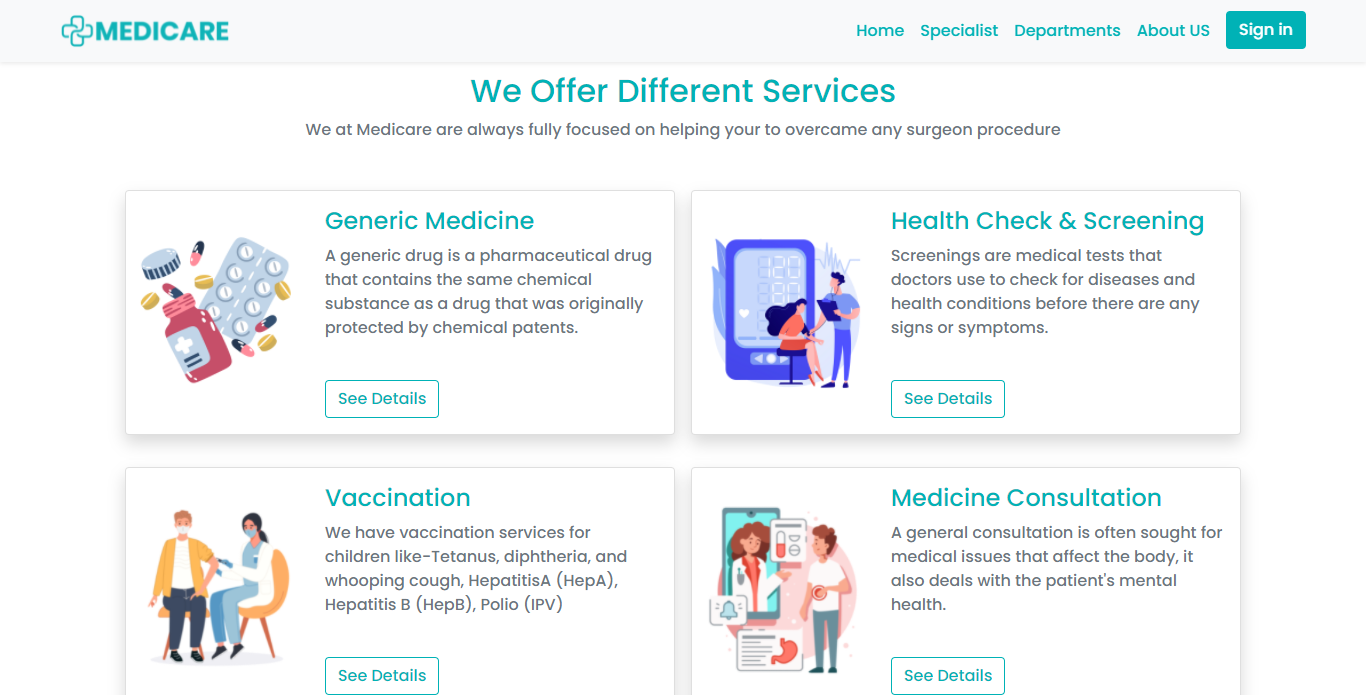 MEDICARE
Home Specialist Departments About US Sign in
We Offer Different Services
We at Medicare are always fully focused on helping your to overcame any surgeon procedure
Generic Medicine
A generic drug is a pharmaceutical drug
that contains the same chemical
substance as a drug that was originally
protected by chemical patents.
See Details
Health Check & Screening
Screenings are medical tests that
doctors use to check for diseases and
health conditions before there are any
signs or symptoms.
See Details
Vaccination
We have vaccination services for
children like-Tetanus, diphtheria, and
whooping cough, HepatitisA (HepA),
Hepatitis B (HepB), Polio (IPV)
See Details
Medicine Consultation
A general consultation is often sought for
medical issues that affect the body, it
also deals with the patient's mental
health.
See Details